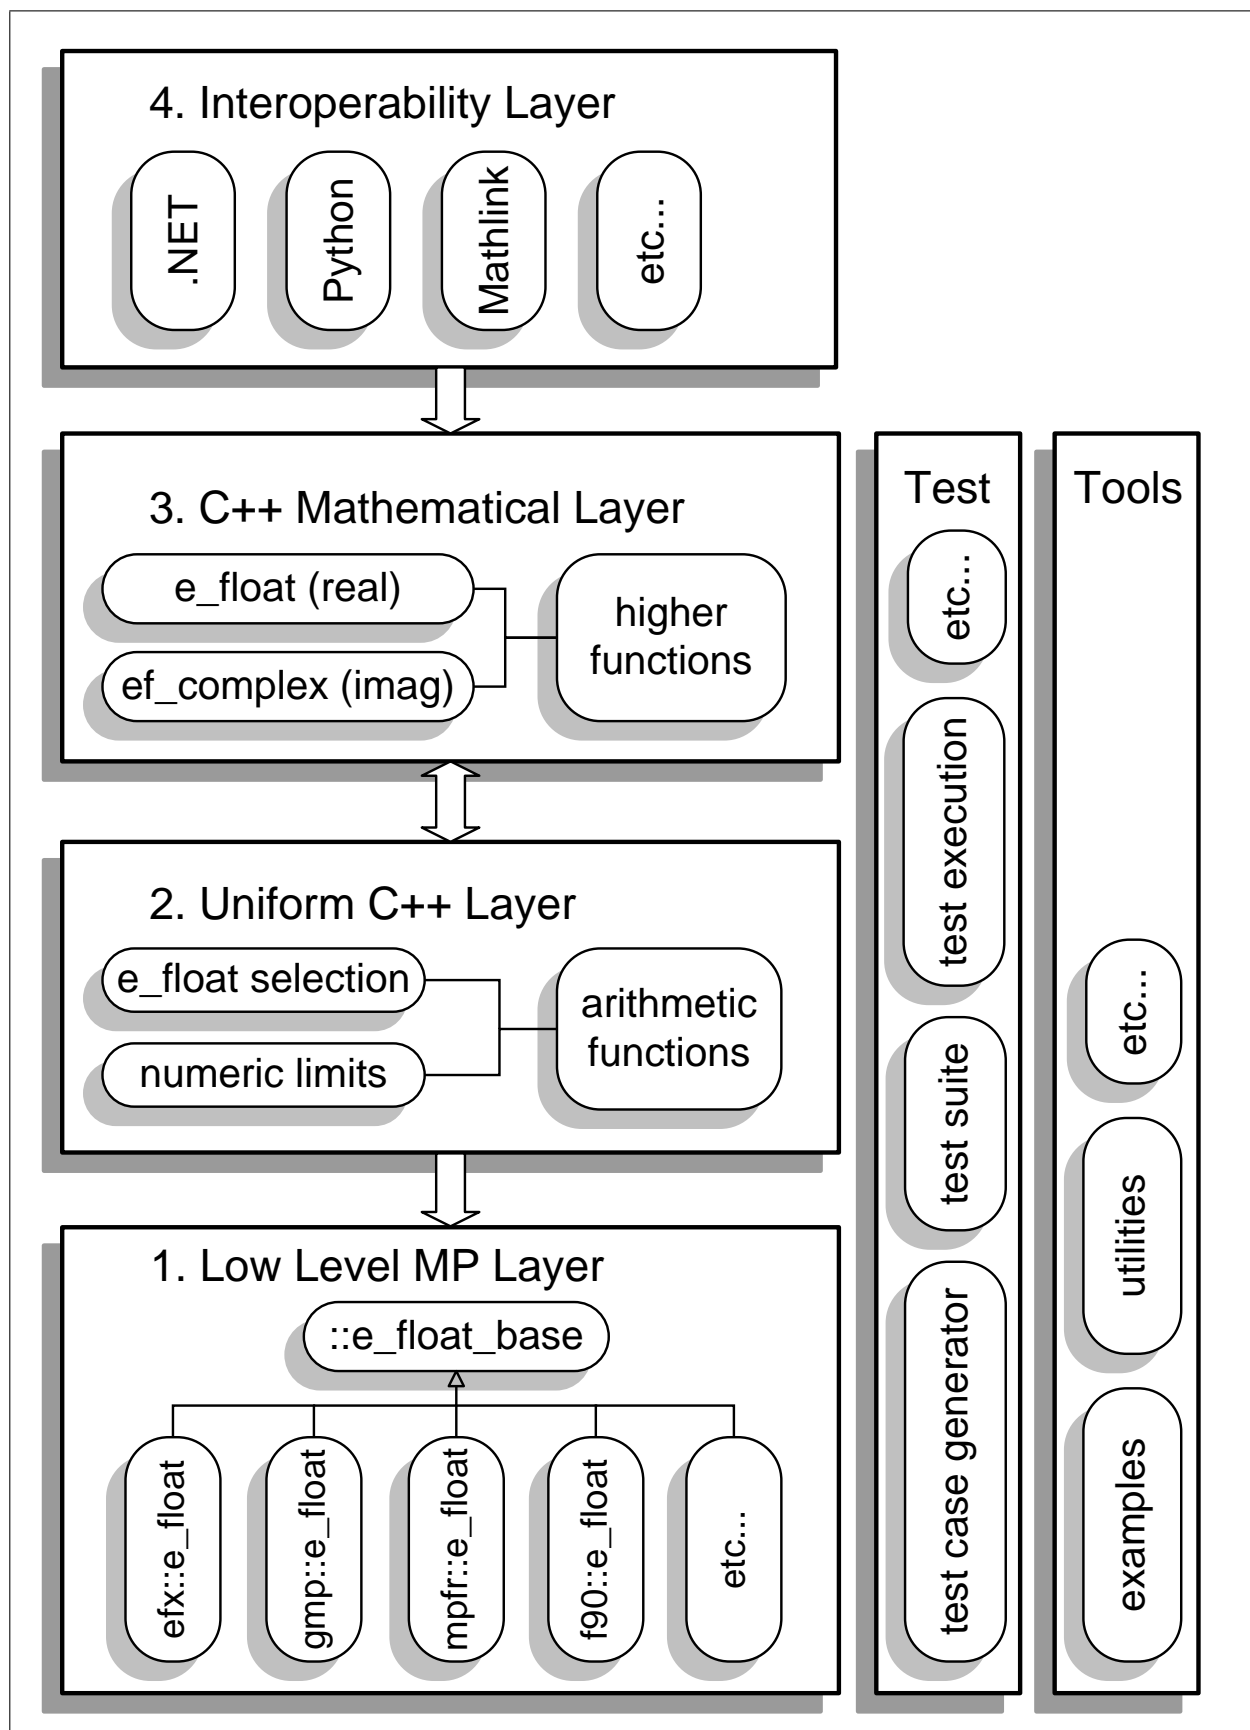 4. Interoperability Layer
.NET
Python
Mathlink
etc...
3. C++ Mathematical Layer
e_float (real)
ef_complex (imag)
higher
functions
2. Uniform C++ Layer
e_float selection
numeric limits
arithmetic
functions
1. Low Level MP Layer
::e_float_base
efx::e_float
gmp::e_float
mpfr::e_float
f90::e_float
etc...
Test
etc...
test execution
test suite
test case generator
Tools
etc...
utilities
examples